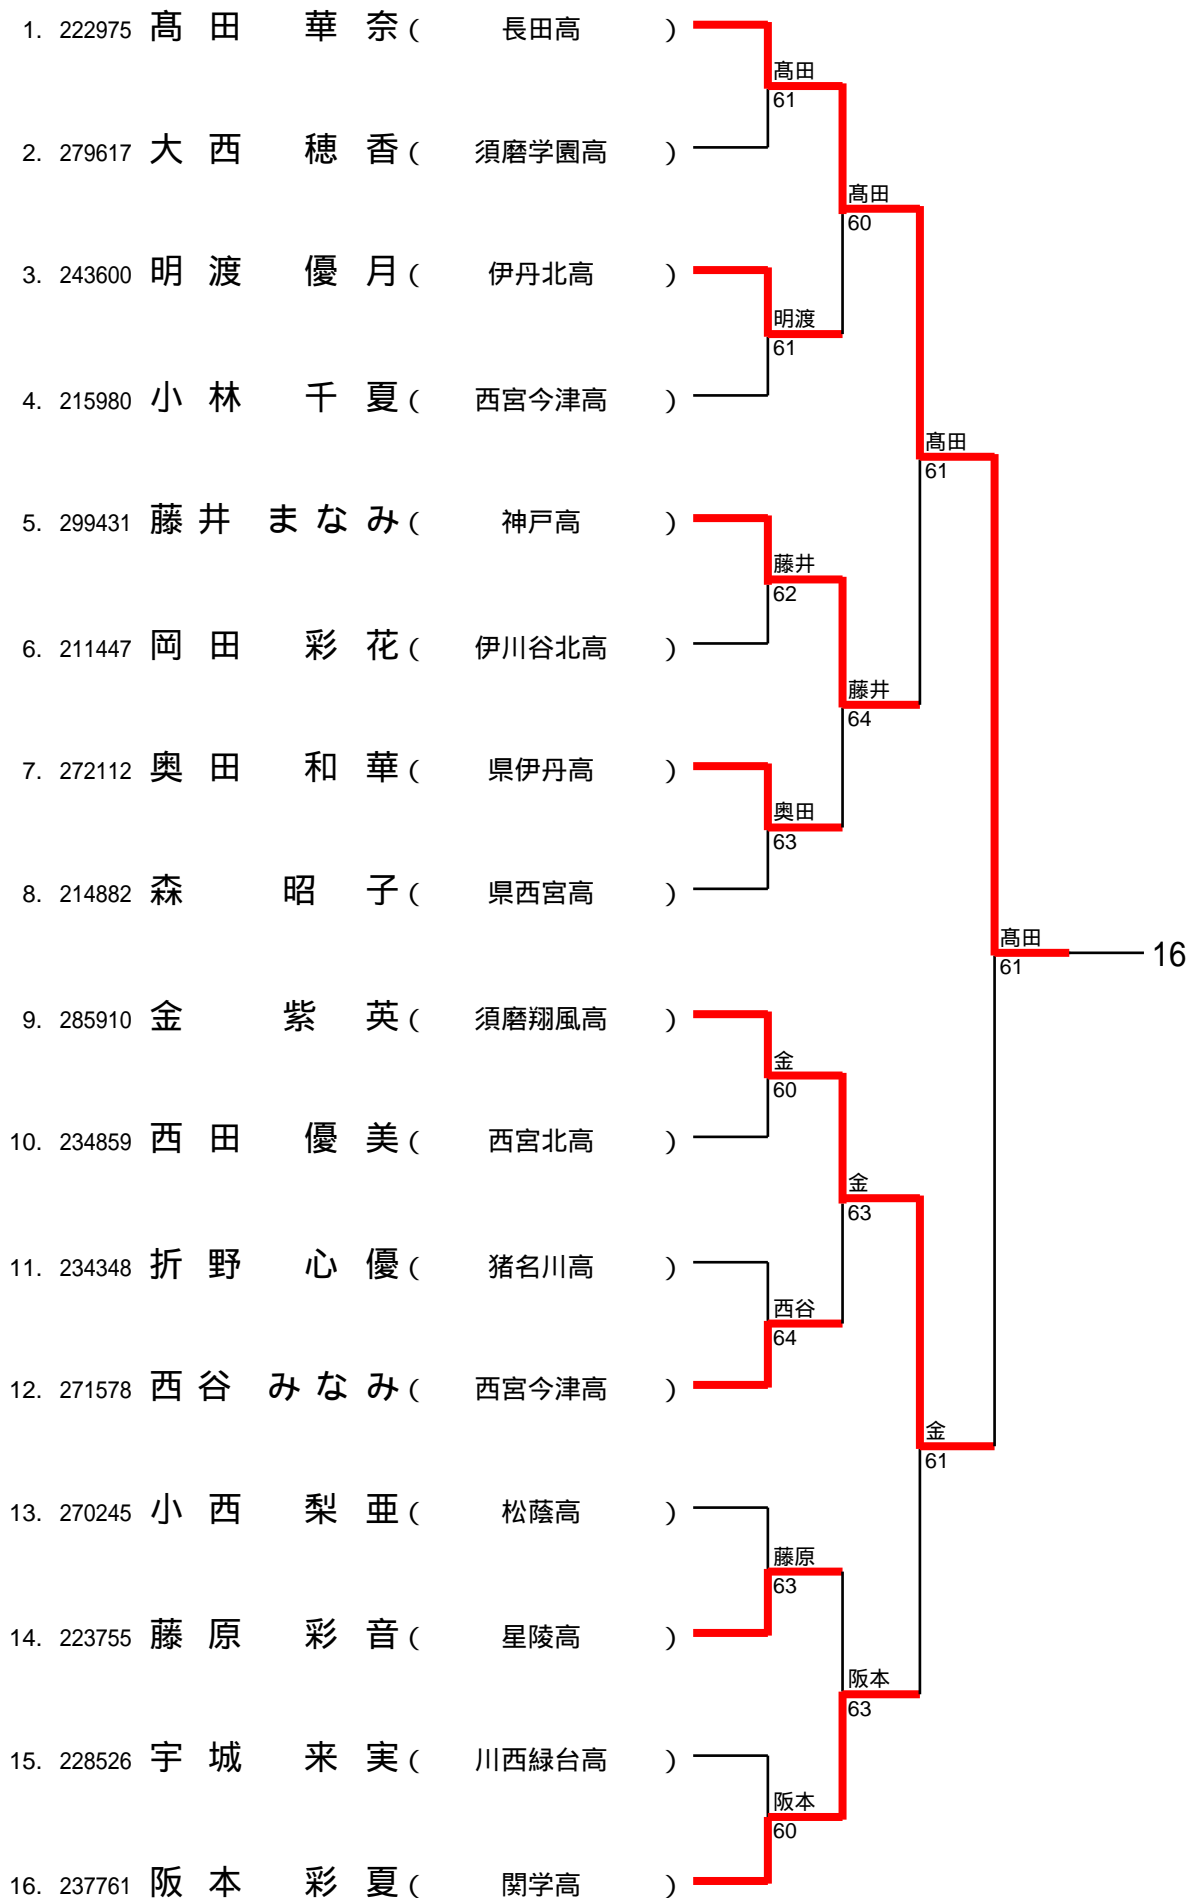 1. 222975 髙田 華奈 ( 長田高 )
髙田
61
2. 279617 大西 穂香 ( 須磨学園高 )
髙田
60
3. 243600 明渡 優月 ( 伊丹北高 )
明渡
61
4. 215980 小林 千夏 ( 西宮今津高 )
髙田
61
5. 299431 藤井 まなみ ( 神戸高 )
藤井
62
6. 211447 岡田 彩花 ( 伊川谷北高 )
藤井
64
7. 272112 奥田 和華 ( 県伊丹高 )
奥田
63
8. 214882 森 昭子 ( 県西宮高 )
髙田
61
16
9. 285910 金 紫英 ( 須磨翔風高 )
金
60
10. 234859 西田 優美 ( 西宮北高 )
金
63
11. 234348 折野 心優 ( 猪名川高 )
西谷
64
12. 271578 西谷 みなみ ( 西宮今津高 )
金
61
13. 270245 小西 梨亜 ( 松蔭高 )
藤原
63
14. 223755 藤原 彩音 ( 星陵高 )
阪本
63
15. 228526 宇城 来実 ( 川西緑台高 )
阪本
60
16. 237761 阪本 彩夏 ( 関学高 )